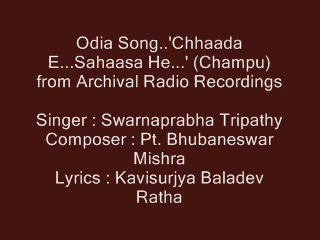 Odia Song..'Chhaada
E...Sahaasa He...' (Champu)
from Archival Radio Recordings
Singer : Swarnaprabha Tripathy
Composer : Pt. Bhubaneswar
Mishra
Lyrics : Kavisurjya Baladev
Ratha